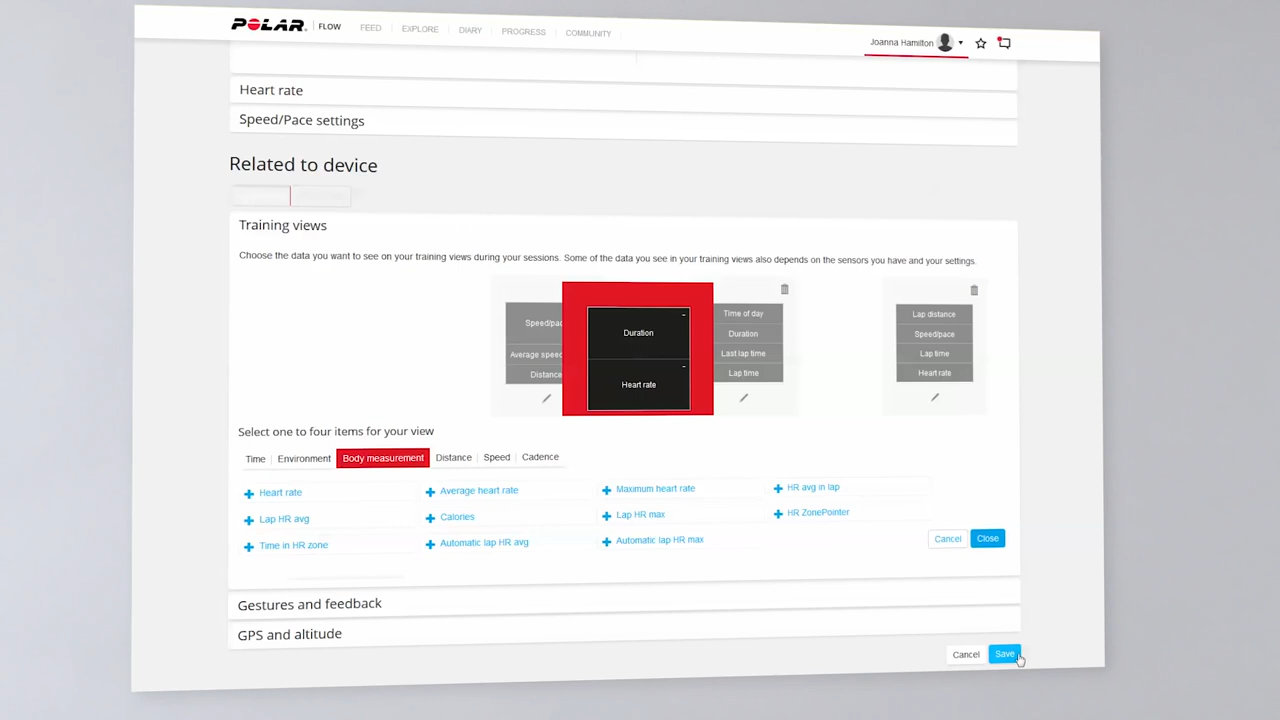 POLAR FLOW FEED EXPLORE DIARY PROGRESS COMMUNITY Joanna Hamilton
Heart rate
Speed/Pace settings
Related to device
Training views
Choose the data you want to see on your training views during your sessions. Some of the data you see in your training views also depends on the sensors you have and your settings.
Average
Distance
Duration
Heart rate
Time of day
Duration
Last lap time
Lap time
Lap distance
Speed/pace
Lap time
Heart rate
Select one to four items for your view
Time Environment Body measurement Distance Speed Cadence
Heart rate Average heart rate Maximum heart rate HR avg in lap
Lap HR avg Calories Lap HR max HR ZonePointer
Time in HR zone Automatic lap HR avg Automatic lap HR max
Cancel Close
Gestures and feedback
GPS and altitude
Cancel Save